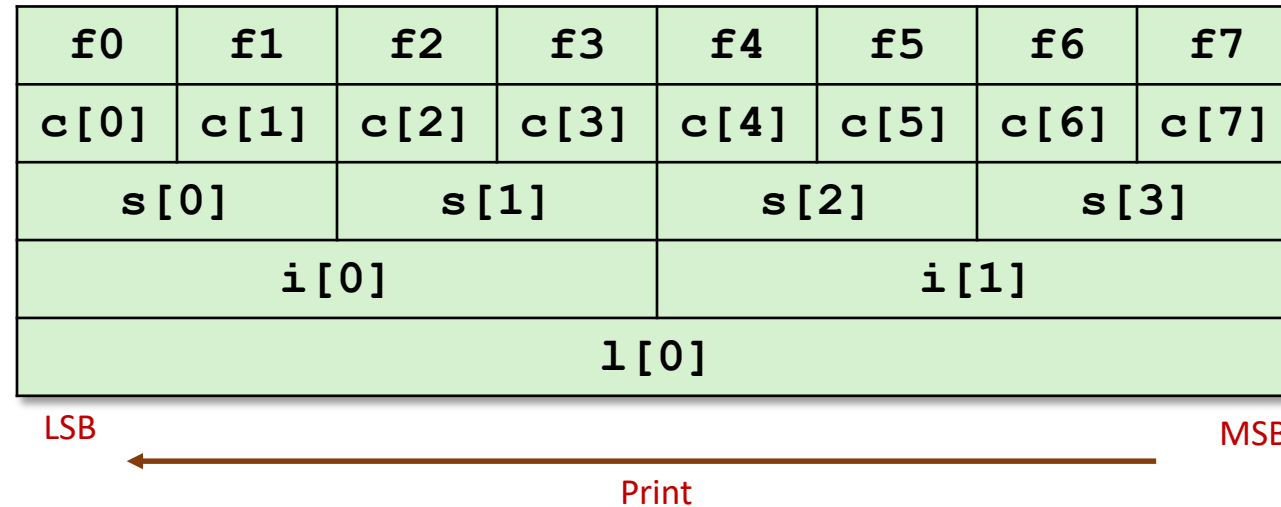 f0 f1 f2 f3 f4 f5 f6 f7
c[0] c[1] c[2] c[3] c[4] c[5] c[6] c[7]
s[0] s[1] s[2] s[3]
i[0] i[1]
l[0]
LSB MSB
Print